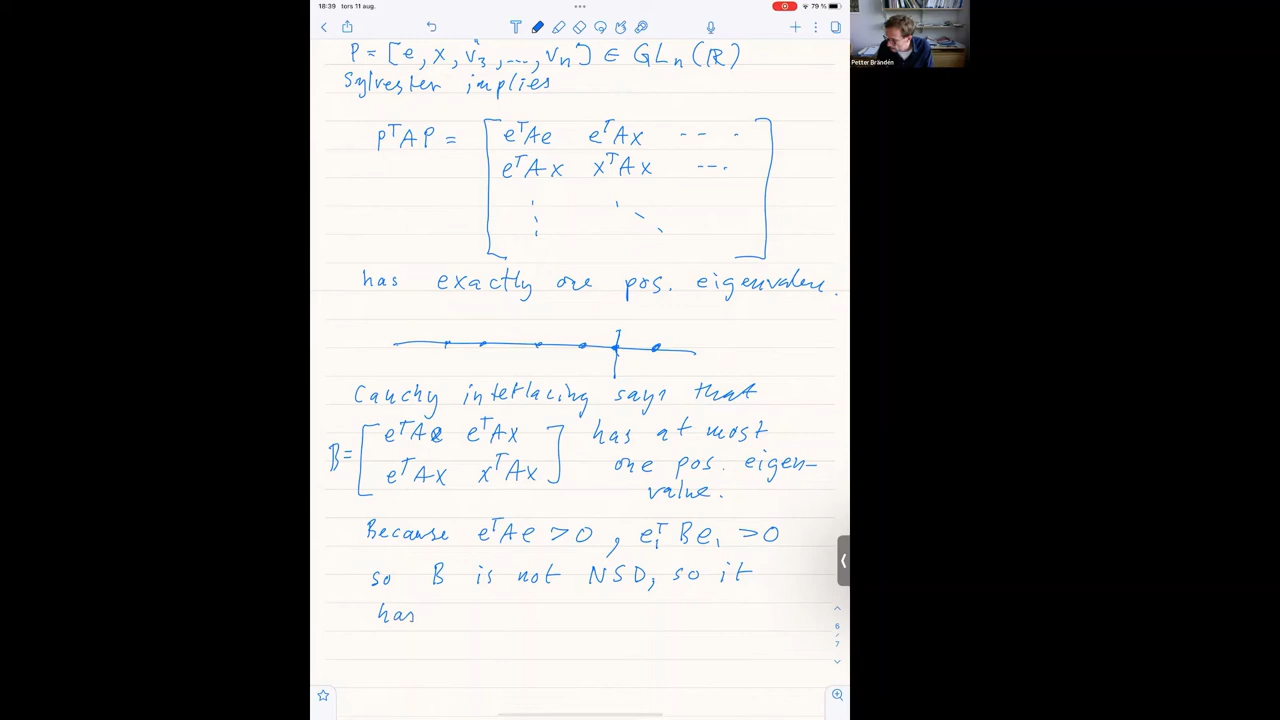 18:39 tors 11 aug.
79 %
Petter Brändén
P = [e, x, v₃, ..., vₙ] ∈ GLₙ(ℝ)
Sylvester implies
PᵀAP = [ eᵀAe eᵀAx -- ·
eᵀAx xᵀAx --· ]
has exactly one pos. eigenvalue.
Cauchy interlacing says that
B = [ eᵀAe eᵀAx
eᵀAx xᵀAx ]
has at most
one pos. eigen-
value.
Because eᵀAe > 0, e₁ᵀBe₁ > 0
so B is not NSD, so it
has
6
/
7